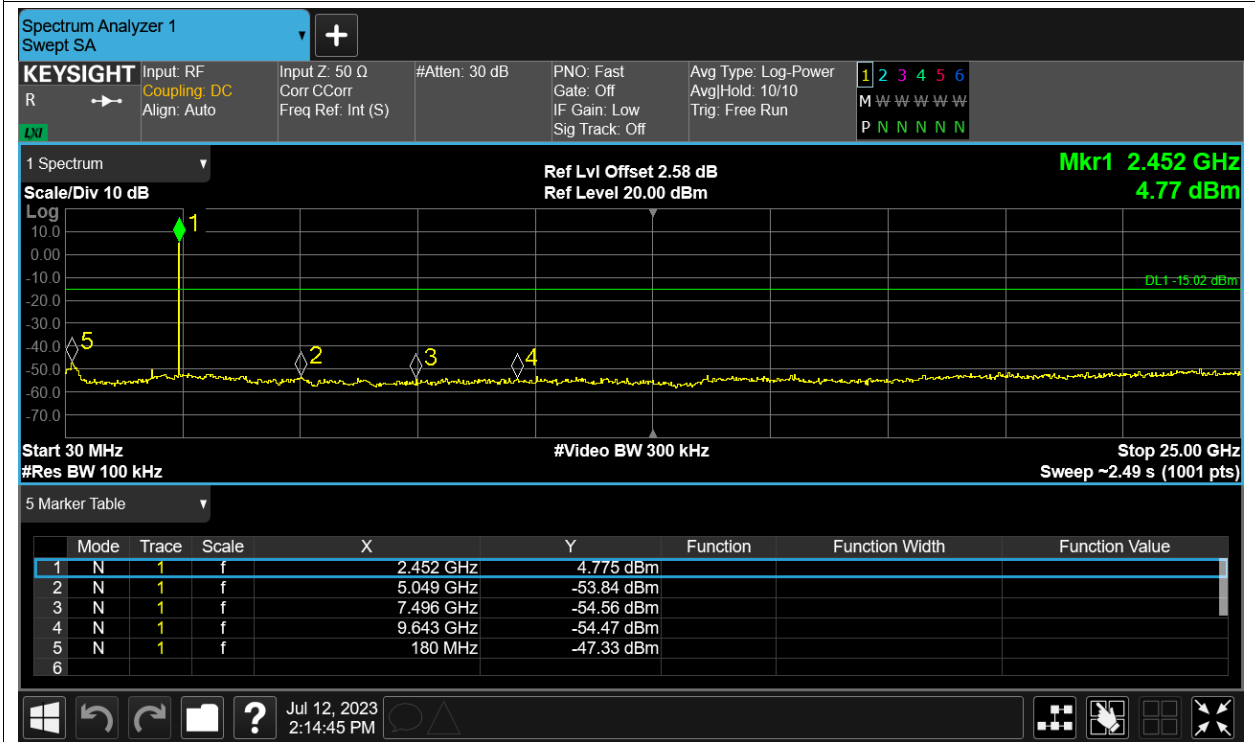 Spectrum Analyzer 1
Swept SA
+
KEYSIGHT
R
LXI
Input: RF
Coupling: DC
Align: Auto
Input Z: 50 Ω
Corr CCorr
Freq Ref: Int (S)
#Atten: 30 dB
PNO: Fast
Gate: Off
IF Gain: Low
Sig Track: Off
Avg Type: Log-Power
Avg|Hold: 10/10
Trig: Free Run
1 2 3 4 5 6
M W W W W W
P N N N N N
1 Spectrum
Scale/Div 10 dB
Log
Ref Lvl Offset 2.58 dB
Ref Level 20.00 dBm
Mkr1 2.452 GHz
4.77 dBm
10.0
0.00
-10.0
-20.0
-30.0
-40.0
-50.0
-60.0
-70.0
1
DL1 -15.02 dBm
5
2
3
4
Start 30 MHz
#Res BW 100 kHz
#Video BW 300 kHz
Stop 25.00 GHz
Sweep ~2.49 s (1001 pts)
5 Marker Table
Mode Trace Scale X Y Function Function Width Function Value
1 N 1 f 2.452 GHz 4.775 dBm
2 N 1 f 5.049 GHz -53.84 dBm
3 N 1 f 7.496 GHz -54.56 dBm
4 N 1 f 9.643 GHz -54.47 dBm
5 N 1 f 180 MHz -47.33 dBm
6
?
Jul 12, 2023
2:14:45 PM